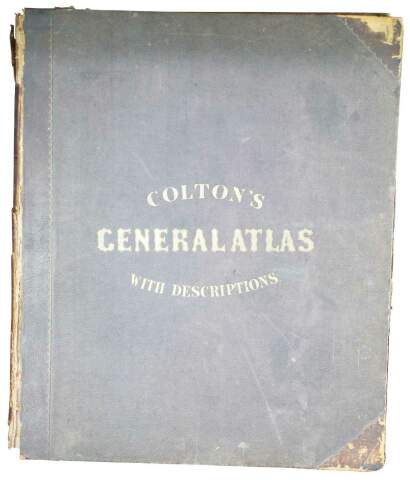 COLTON'S
GENERAL ATLAS
WITH DESCRIPTIONS